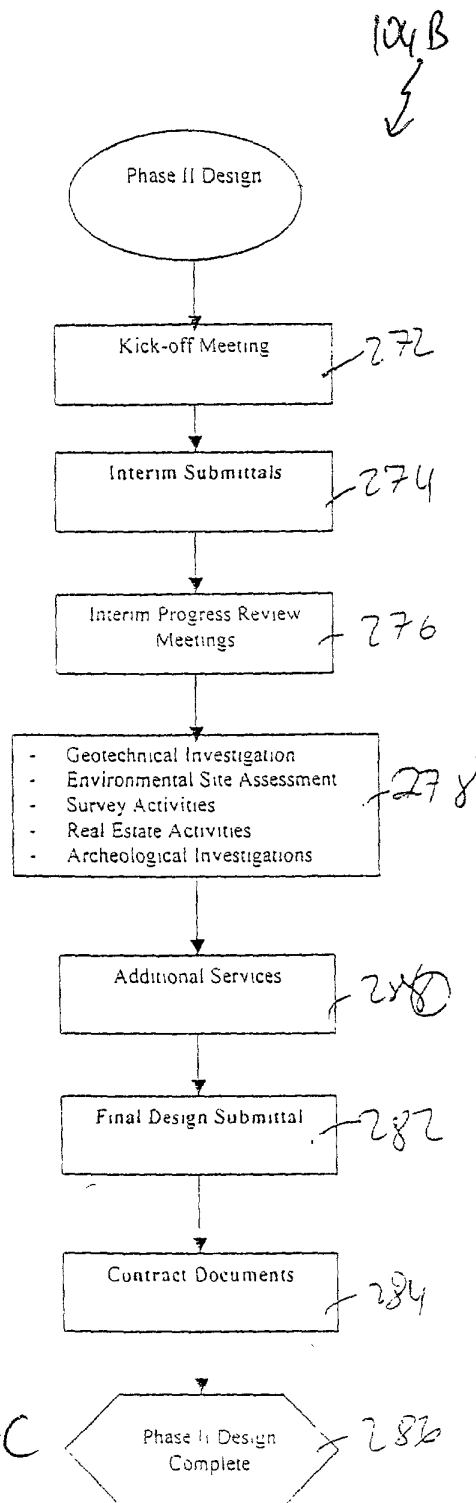 104B
Phase II Design
Kick-off Meeting
272
Interim Submittals
274
Interim Progress Review
Meetings
276
- Geotechnical Investigation
- Environmental Site Assessment
- Survey Activities
- Real Estate Activities
- Archeological Investigations
278
Additional Services
Final Design Submittal
282
Contract Documents
284
C
Phase II Design
Complete
286